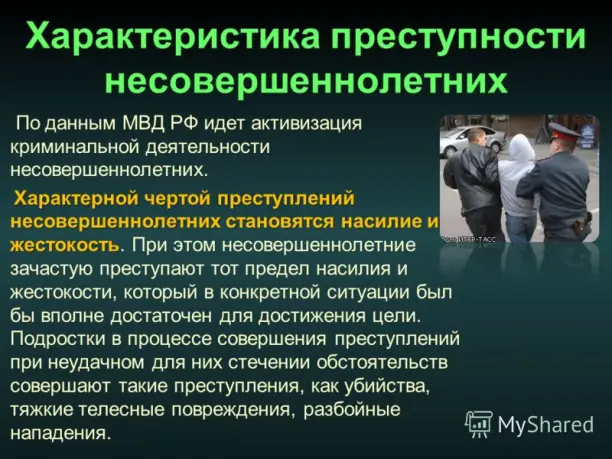 Характеристика преступности
несовершеннолетних
По данным МВД РФ идет активизация
криминальной деятельности
несовершеннолетних.
Характерной чертой преступлений
несовершеннолетних становятся насилие и
жестокость. При этом несовершеннолетние
зачастую преступают тот предел насилия и
жестокости, который в конкретной ситуации был
бы вполне достаточен для достижения цели.
Подростки в процессе совершения преступлений
при неудачном для них стечении обстоятельств
совершают такие преступления, как убийства,
тяжкие телесные повреждения, разбойные
нападения.
ИТАР-ТАСС
MyShared